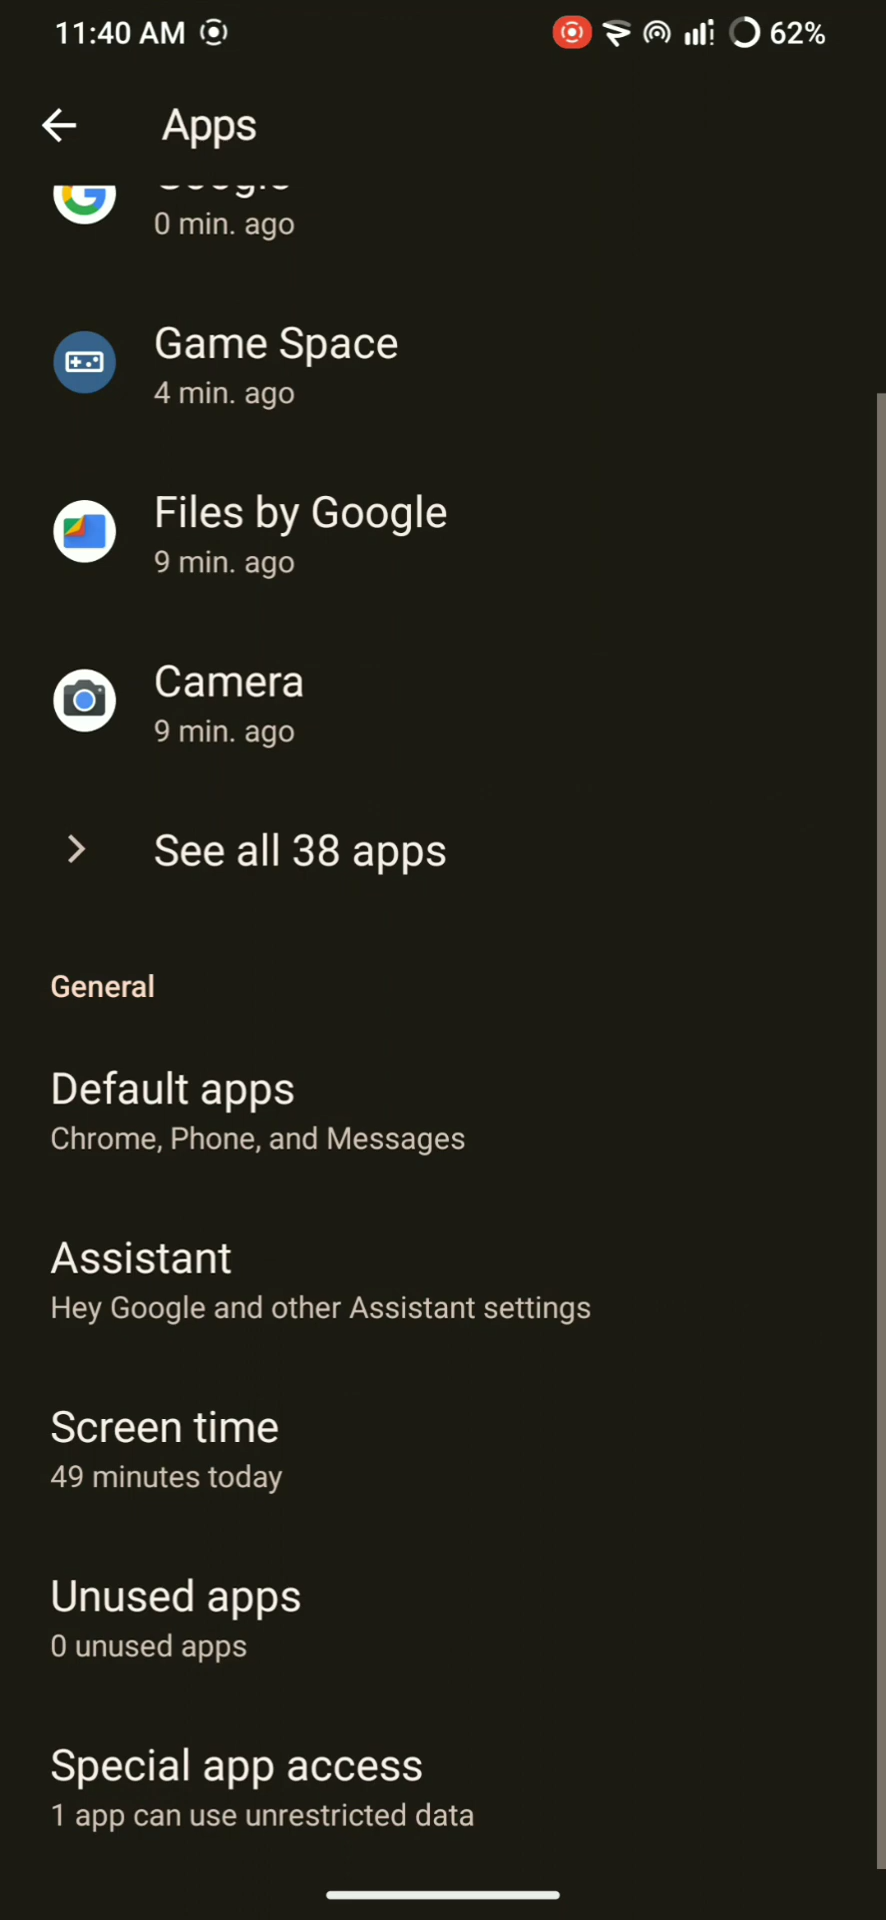 11:40 AM
62%
Apps
Google
0 min. ago
Game Space
4 min. ago
Files by Google
9 min. ago
Camera
9 min. ago
See all 38 apps
General
Default apps
Chrome, Phone, and Messages
Assistant
Hey Google and other Assistant settings
Screen time
49 minutes today
Unused apps
0 unused apps
Special app access
1 app can use unrestricted data